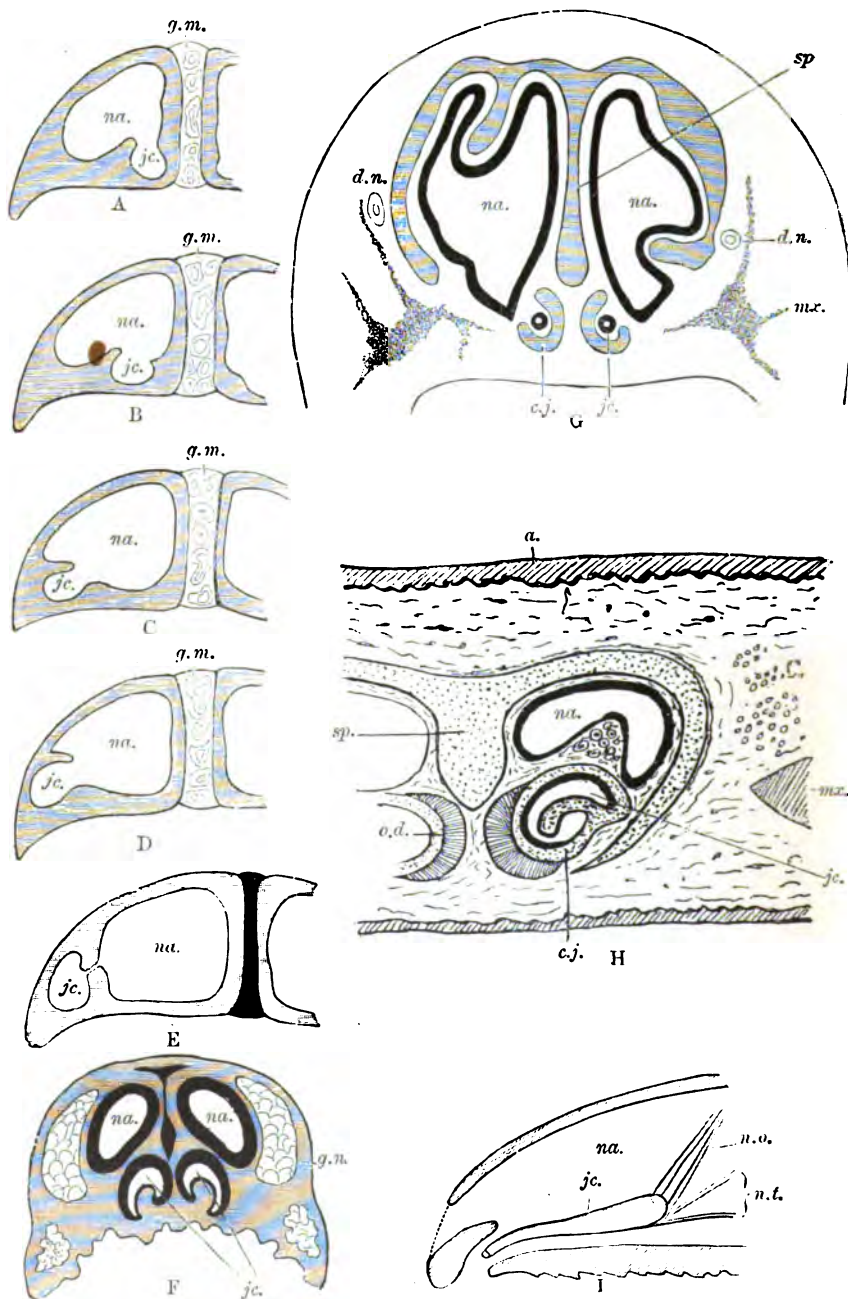 g.m.
na.
jc.
A
g.m.
na.
jc.
B
g.m.
na.
jc.
C
g.m.
na.
jc.
D
na.
jc.
E
na.
na.
g.n.
jc.
F
sp
d.n.
na.
na.
d.n.
mx.
c.j.
jc.
G
a.
na.
sp.
mx.
o.d.
jc.
c.j.
H
na.
n.o.
jc.
n.t.
I